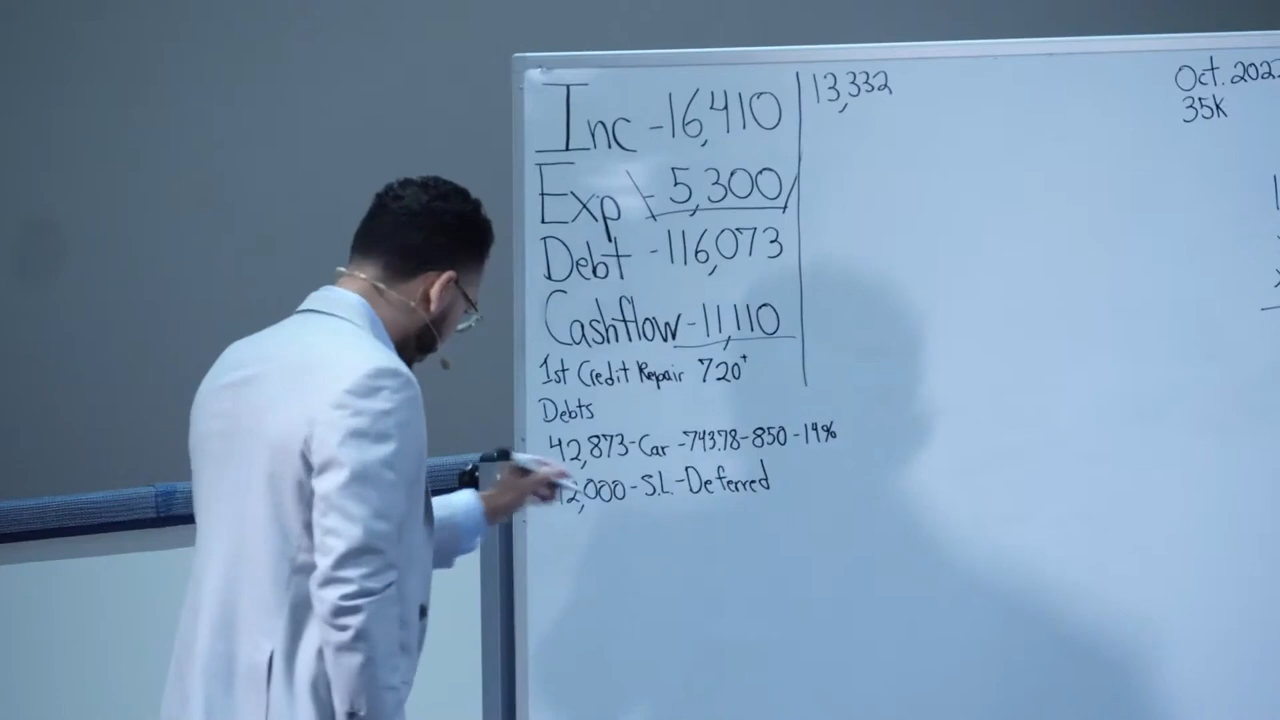 Inc -16,410
13,332
Exp - 5,300
Debt -116,073
Cashflow -11,110
1st Credit Repair 720+
Debts
42,873-Car -743.78-850 -14%
2,000 - S.L. - Deferred
Oct. 202
35k